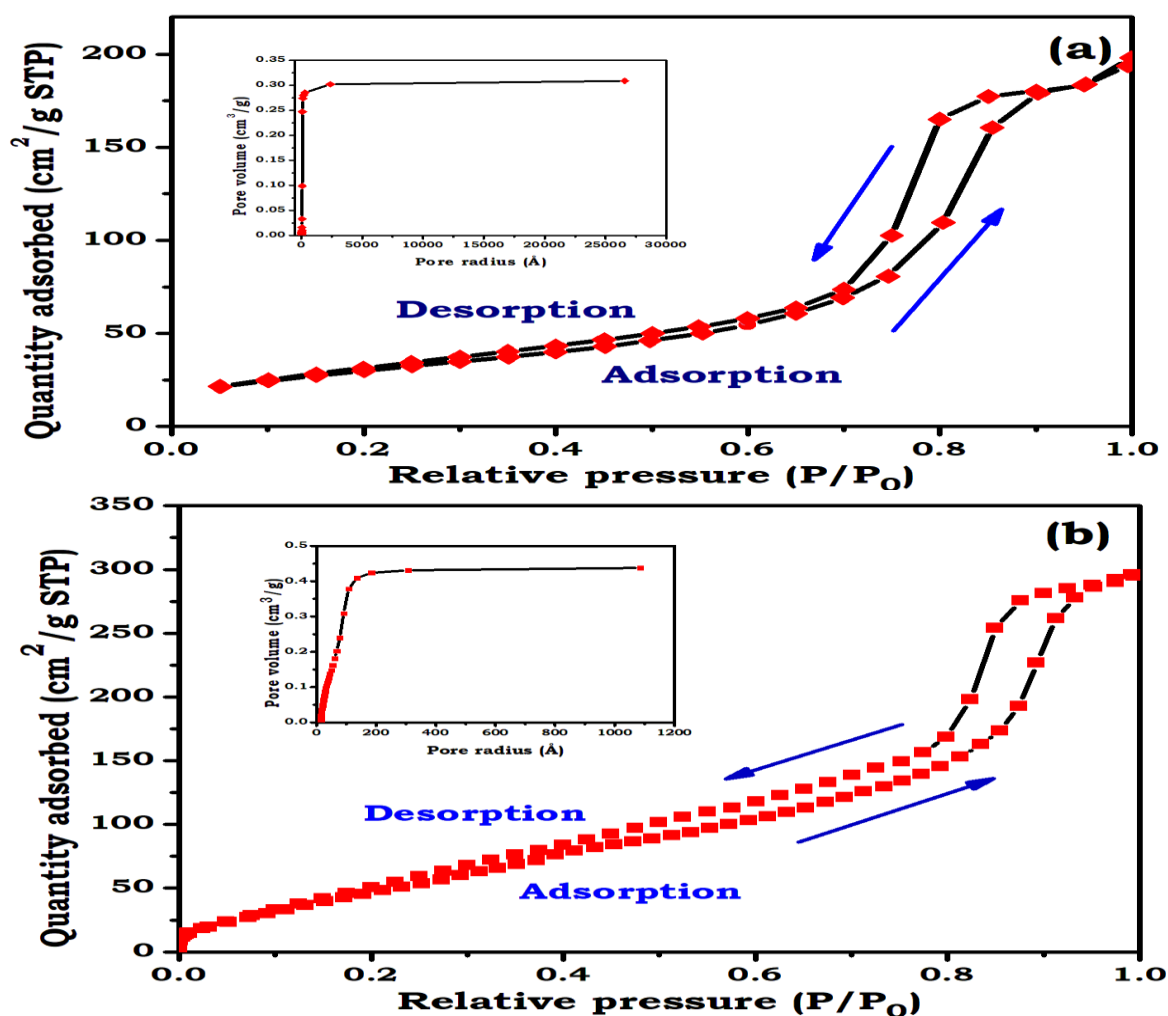 (a)
Quantity adsorbed (cm²/g STP)
200
150
100
50
0
0.0 0.2 0.4 0.6 0.8 1.0
Relative pressure (P/P_O)
Desorption
Adsorption
Pore volume (cm³/g)
0.35
0.30
0.25
0.20
0.15
0.10
0.05
0.00
0 5000 10000 15000 20000 25000 30000
Pore radius (Å)
(b)
Quantity adsorbed (cm²/g STP)
350
300
250
200
150
100
50
0
0.0 0.2 0.4 0.6 0.8 1.0
Relative pressure (P/P_O)
Desorption
Adsorption
Pore volume (cm³/g)
0.5
0.4
0.3
0.2
0.1
0.0
0 200 400 600 800 1000 1200
Pore radius (Å)